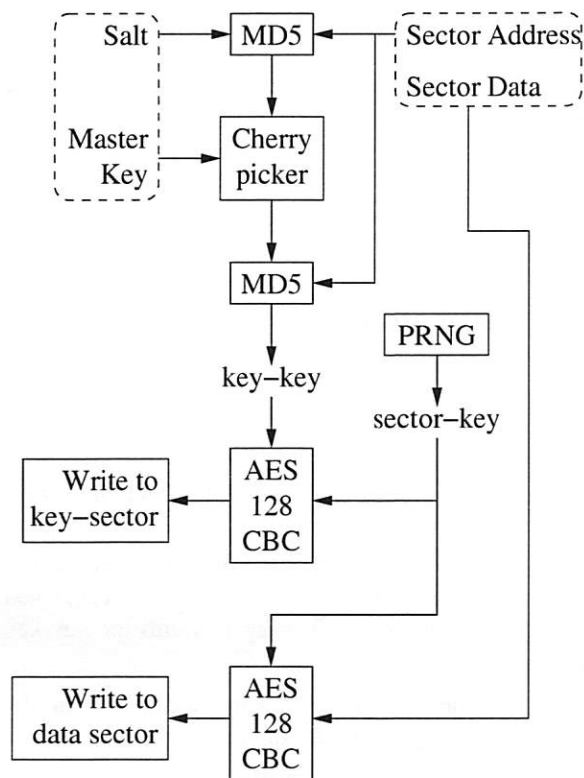 Salt
MD5
Sector Address
Sector Data
Master
Key
Cherry
picker
MD5
PRNG
key−key
sector−key
Write to
key−sector
AES
128
CBC
Write to
data sector
AES
128
CBC